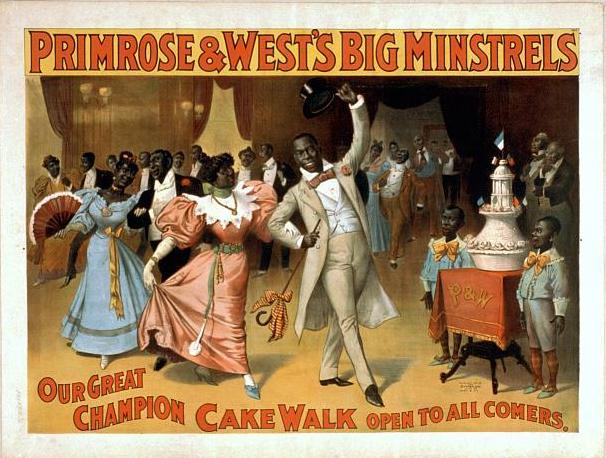 PRIMROSE & WEST'S BIG MINSTRELS
P & W
OUR GREAT
CHAMPION CAKE WALK OPEN TO ALL COMERS.